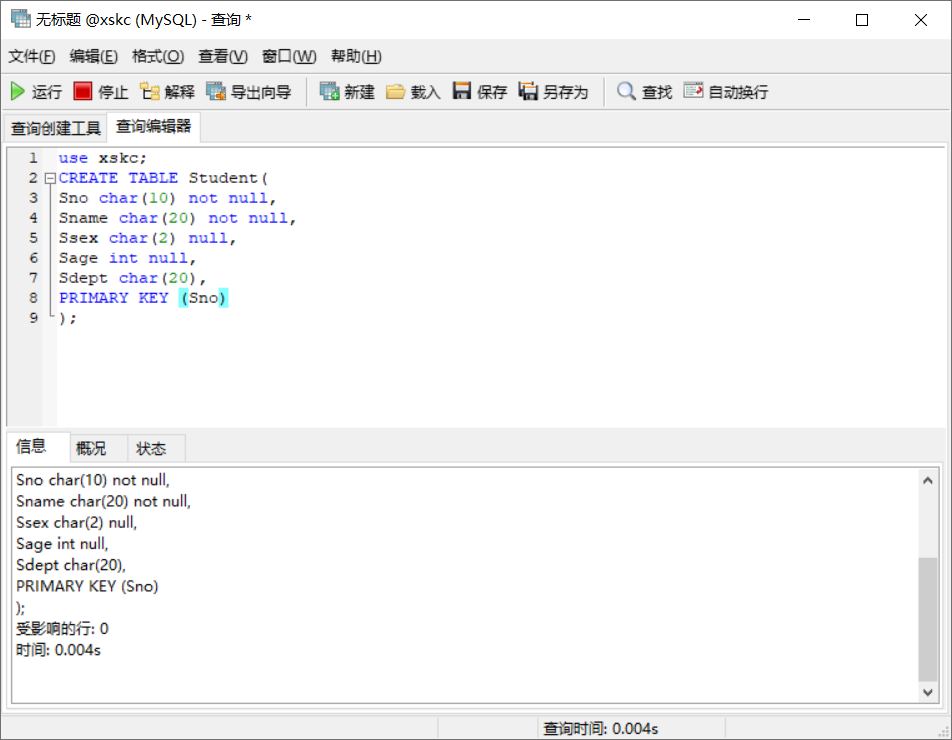 无标题 @xskc (MySQL) - 查询 *
文件(F) 编辑(E) 格式(O) 查看(V) 窗口(W) 帮助(H)
运行 停止 解释 导出向导 新建 载入 保存 另存为 查找 自动换行
查询创建工具 查询编辑器
1 use xskc;
2 CREATE TABLE Student(
3 Sno char(10) not null,
4 Sname char(20) not null,
5 Ssex char(2) null,
6 Sage int null,
7 Sdept char(20),
8 PRIMARY KEY (Sno)
9 );
信息 概况 状态
Sno char(10) not null,
Sname char(20) not null,
Ssex char(2) null,
Sage int null,
Sdept char(20),
PRIMARY KEY (Sno)
);
受影响的行: 0
时间: 0.004s
查询时间: 0.004s